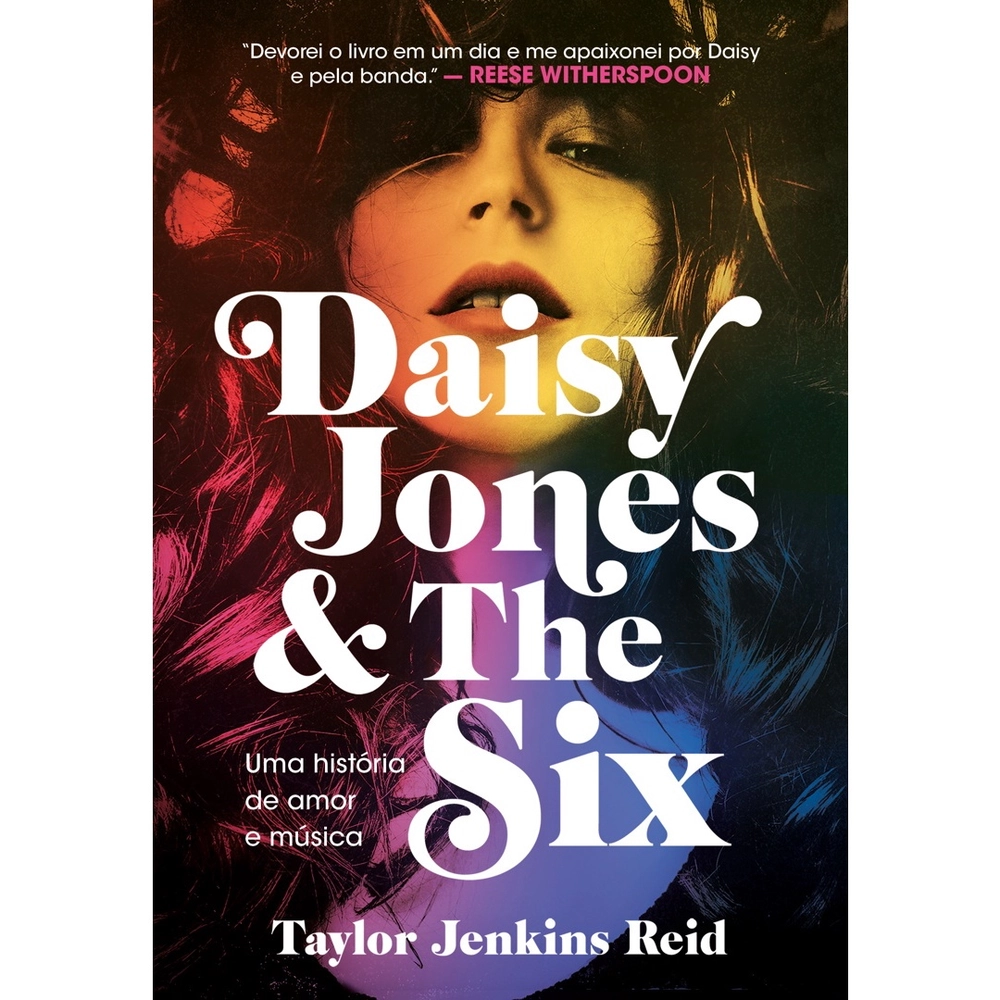 “Devorei o livro em um dia e me apaixonei por Daisy
e pela banda.” — REESE WITHERSPOON
Daisy
Jones
& The
Six
Uma história
de amor
e música
Taylor Jenkins Reid